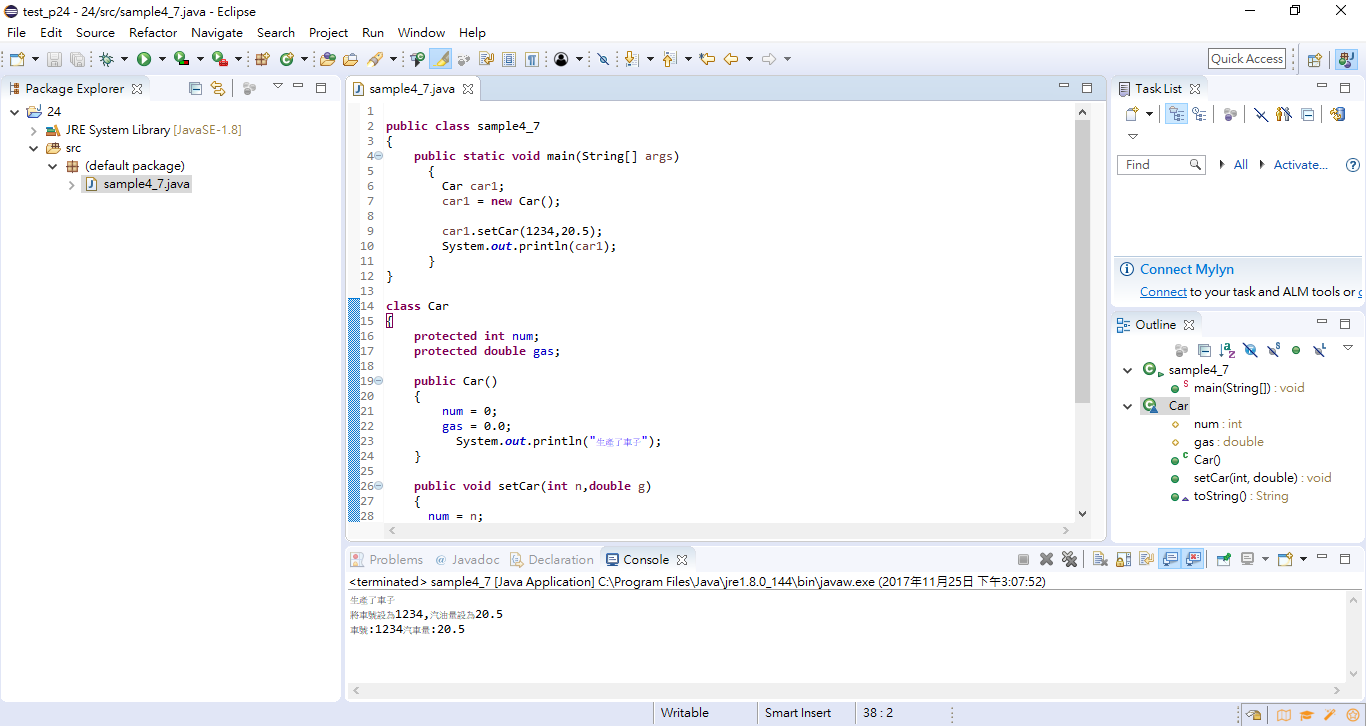 test_p24 - 24/src/sample4_7.java - Eclipse
File Edit Source Refactor Navigate Search Project Run Window Help
Quick Access
Package Explorer
24
JRE System Library [JavaSE-1.8]
src
(default package)
sample4_7.java
sample4_7.java
1
2 public class sample4_7
3 {
4 public static void main(String[] args)
5 {
6 Car car1;
7 car1 = new Car();
8
9 car1.setCar(1234,20.5);
10 System.out.println(car1);
11 }
12 }
13
14 class Car
15 {
16 protected int num;
17 protected double gas;
18
19 public Car()
20 {
21 num = 0;
22 gas = 0.0;
23 System.out.println("生產了車子");
24 }
25
26 public void setCar(int n,double g)
27 {
28 num = n;
Task List
Find All Activate...
Connect Mylyn
Connect to your task and ALM tools or c
Outline
sample4_7
main(String[]) : void
Car
num : int
gas : double
Car()
setCar(int, double) : void
toString() : String
Problems @ Javadoc Declaration Console
<terminated> sample4_7 [Java Application] C:\Program Files\Java\jre1.8.0_144\bin\javaw.exe (2017年11月25日 下午3:07:52)
生產了車子
將車號設為1234,汽油量設為20.5
車號:1234汽車量:20.5
Writable Smart Insert 38 : 2